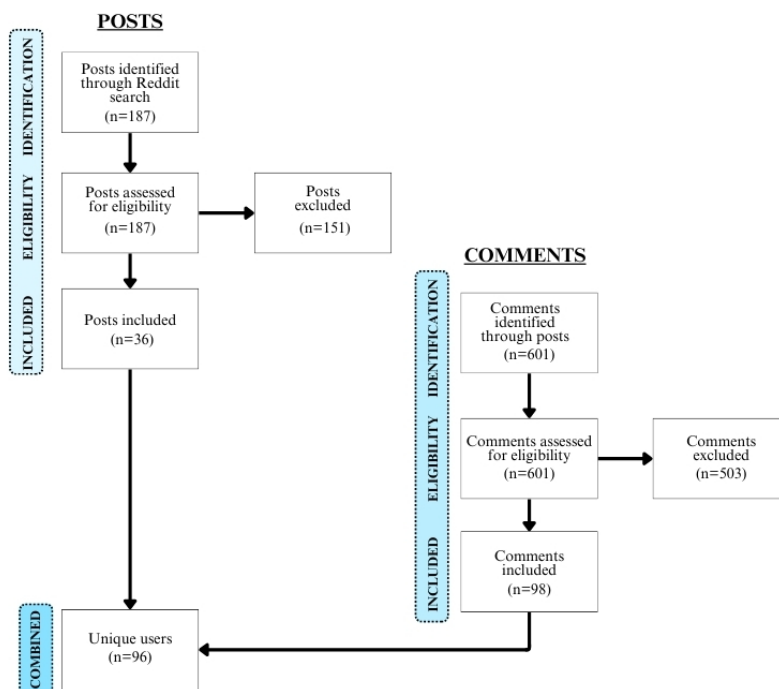 POSTS
IDENTIFICATION
ELIGIBILITY
INCLUDED
Posts identified
through Reddit
search
(n=187)
Posts assessed
for eligibility
(n=187)
Posts
excluded
(n=151)
Posts included
(n=36)
COMMENTS
IDENTIFICATION
ELIGIBILITY
INCLUDED
Comments
identified
through posts
(n=601)
Comments assessed
for eligibility
(n=601)
Comments
excluded
(n=503)
Comments
included
(n=98)
COMBINED
Unique users
(n=96)